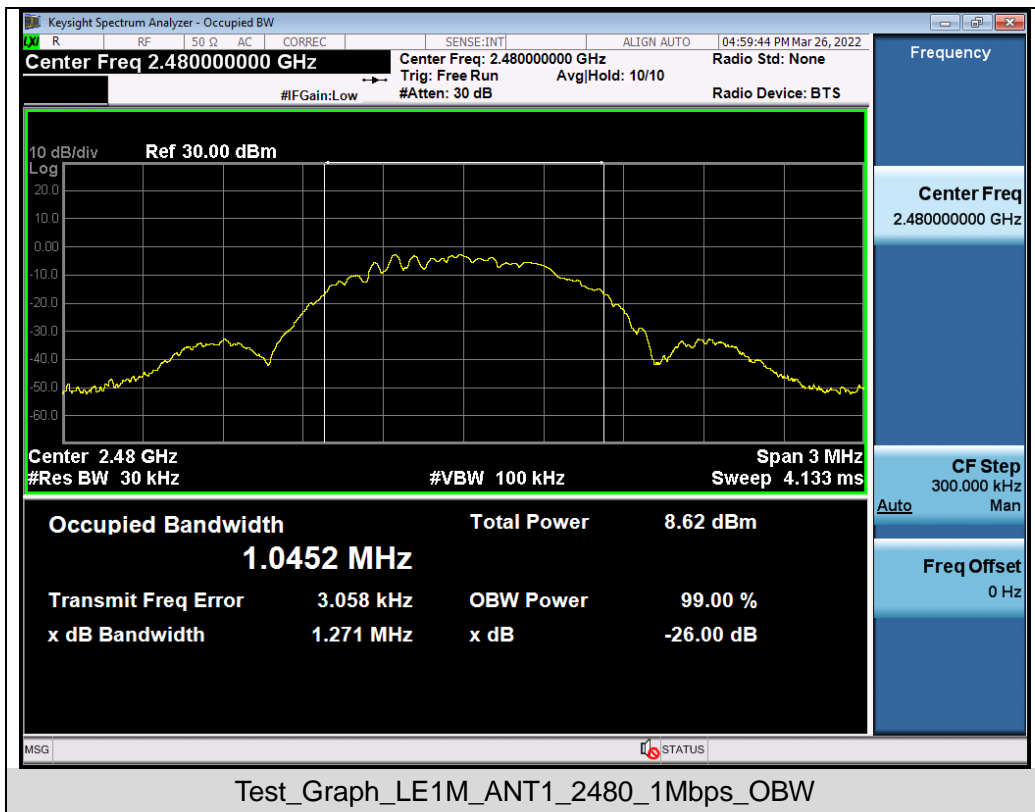 Keysight Spectrum Analyzer - Occupied BW
LXI R RF 50 Ω AC CORREC SENSE:INT ALIGN AUTO 04:59:44 PM Mar 26, 2022
Center Freq 2.480000000 GHz
Center Freq: 2.480000000 GHz
Radio Std: None
Trig: Free Run Avg|Hold: 10/10
#IFGain:Low
#Atten: 30 dB
Radio Device: BTS
10 dB/div Ref 30.00 dBm
Log
20.0
10.0
0.00
-10.0
-20.0
-30.0
-40.0
-50.0
-60.0
Center 2.48 GHz
Span 3 MHz
#Res BW 30 kHz
#VBW 100 kHz
Sweep 4.133 ms
Occupied Bandwidth
Total Power 8.62 dBm
1.0452 MHz
Transmit Freq Error 3.058 kHz
OBW Power 99.00 %
x dB Bandwidth 1.271 MHz
x dB -26.00 dB
Frequency
Center Freq
2.480000000 GHz
CF Step
300.000 kHz
Auto Man
Freq Offset
0 Hz
MSG
STATUS
Test_Graph_LE1M_ANT1_2480_1Mbps_OBW